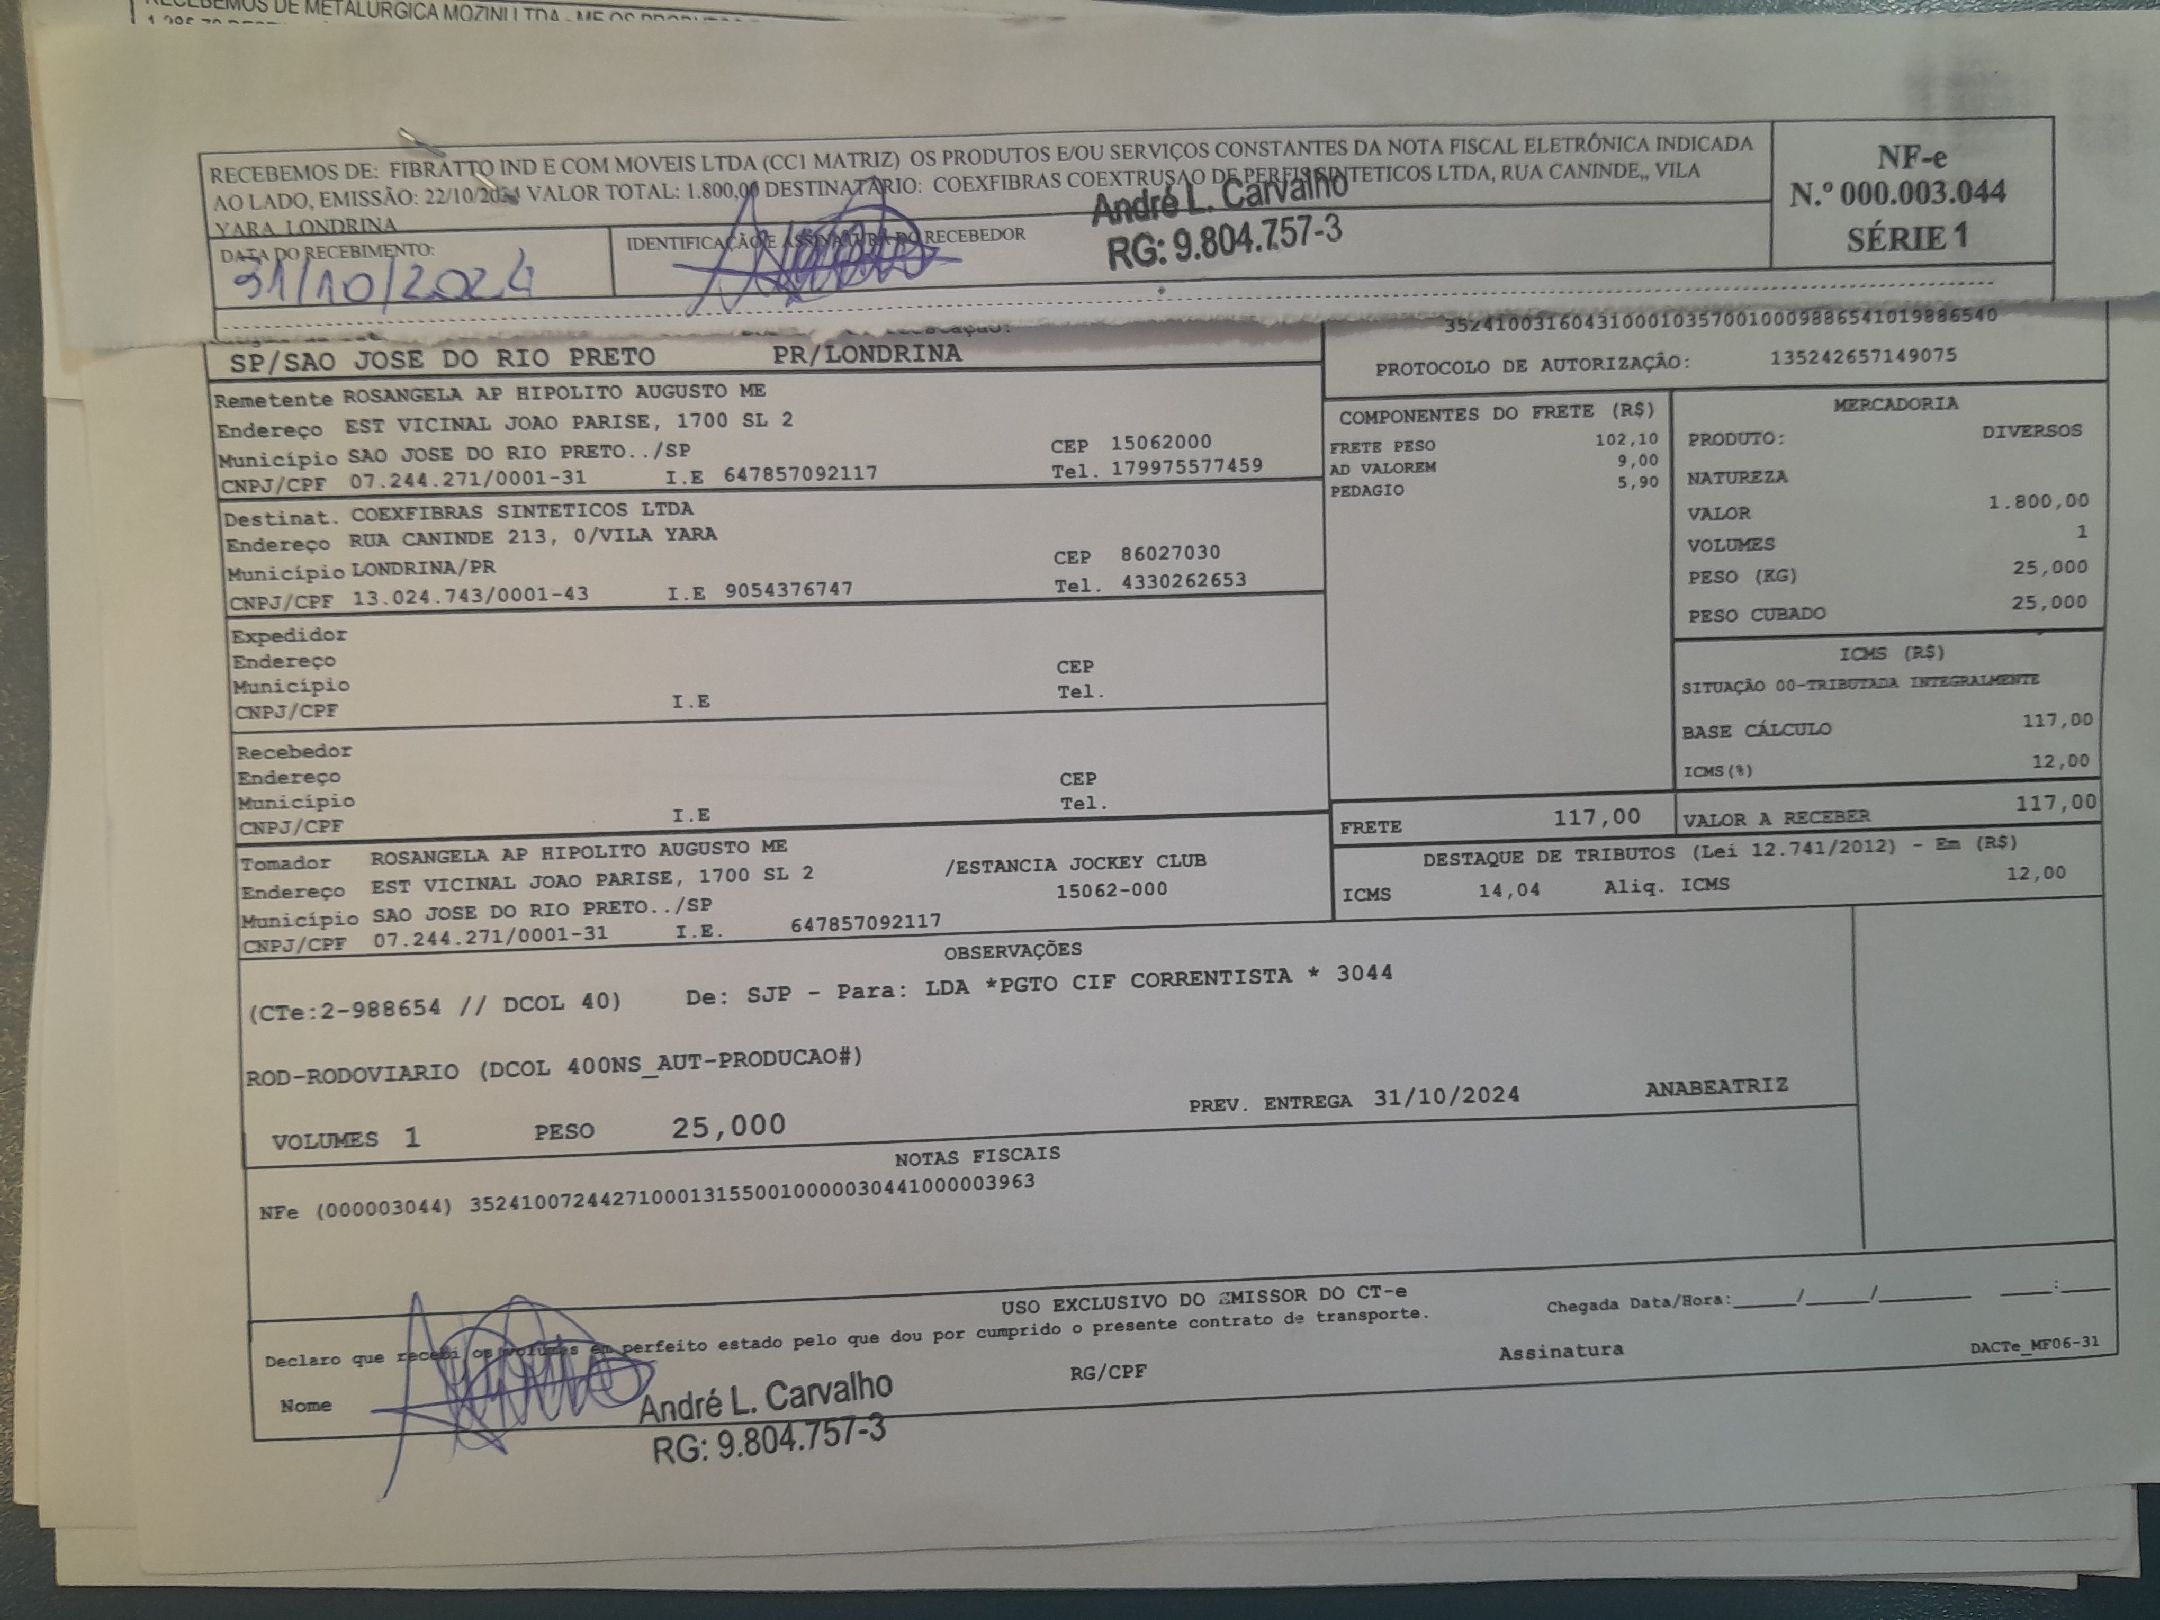 RECEBEMOS DE METALURGICA MOZINI LTDA - ME OS
RECEBEMOS DE: FIBRATTO IND E COM MOVEIS LTDA (CC1 MATRIZ) OS PRODUTOS E/OU SERVIÇOS CONSTANTES DA NOTA FISCAL ELETRÔNICA INDICADA
AO LADO, EMISSÃO: 22/10/2024 VALOR TOTAL: 1.800,00 DESTINATÁRIO: COEXFIBRAS COEXTRUSAO DE PERFIS SINTETICOS LTDA, RUA CANINDE,, VILA
YARA LONDRINA
NF-e
N.º 000.003.044
SÉRIE 1
DATA DO RECEBIMENTO:
31/10/2024
IDENTIFICAÇÃO E ASSINATURA DO RECEBEDOR
André L. Carvalho
RG: 9.804.757-3
35241003160431000103570010009886541019886540
SP/SAO JOSE DO RIO PRETO PR/LONDRINA
PROTOCOLO DE AUTORIZAÇÃO: 135242657149075
Remetente ROSANGELA AP HIPOLITO AUGUSTO ME
Endereço EST VICINAL JOAO PARISE, 1700 SL 2
Município SAO JOSE DO RIO PRETO../SP CEP 15062000
CNPJ/CPF 07.244.271/0001-31 I.E 647857092117 Tel. 179975577459
Destinat. COEXFIBRAS SINTETICOS LTDA
Endereço RUA CANINDE 213, 0/VILA YARA
Município LONDRINA/PR CEP 86027030
CNPJ/CPF 13.024.743/0001-43 I.E 9054376747 Tel. 4330262653
Expedidor
Endereço
Município CEP
CNPJ/CPF I.E Tel.
Recebedor
Endereço
Município CEP
CNPJ/CPF I.E Tel.
Tomador ROSANGELA AP HIPOLITO AUGUSTO ME
Endereço EST VICINAL JOAO PARISE, 1700 SL 2 /ESTANCIA JOCKEY CLUB
Município SAO JOSE DO RIO PRETO../SP 15062-000
CNPJ/CPF 07.244.271/0001-31 I.E. 647857092117
COMPONENTES DO FRETE (R$)
FRETE PESO 102,10
AD VALOREM 9,00
PEDAGIO 5,90
MERCADORIA
PRODUTO: DIVERSOS
NATUREZA
VALOR 1.800,00
VOLUMES 1
PESO (KG) 25,000
PESO CUBADO 25,000
ICMS (R$)
SITUAÇÃO 00-TRIBUTADA INTEGRALMENTE
BASE CÁLCULO 117,00
ICMS(%) 12,00
FRETE 117,00 VALOR A RECEBER 117,00
DESTAQUE DE TRIBUTOS (Lei 12.741/2012) - Em (R$)
ICMS 14,04 Aliq. ICMS 12,00
OBSERVAÇÕES
(CTe:2-988654 // DCOL 40) De: SJP - Para: LDA *PGTO CIF CORRENTISTA * 3044
ROD-RODOVIARIO (DCOL 400NS_AUT-PRODUCAO#)
VOLUMES 1 PESO 25,000 PREV. ENTREGA 31/10/2024 ANABEATRIZ
NOTAS FISCAIS
NFe (000003044) 35241007244271000131550010000030441000003963
USO EXCLUSIVO DO EMISSOR DO CT-e
Declaro que recebi os volumes em perfeito estado pelo que dou por cumprido o presente contrato de transporte.
Chegada Data/Hora:_____/_____/_______ ____:____
Nome RG/CPF Assinatura DACTe_MF06-31
André L. Carvalho
RG: 9.804.757-3